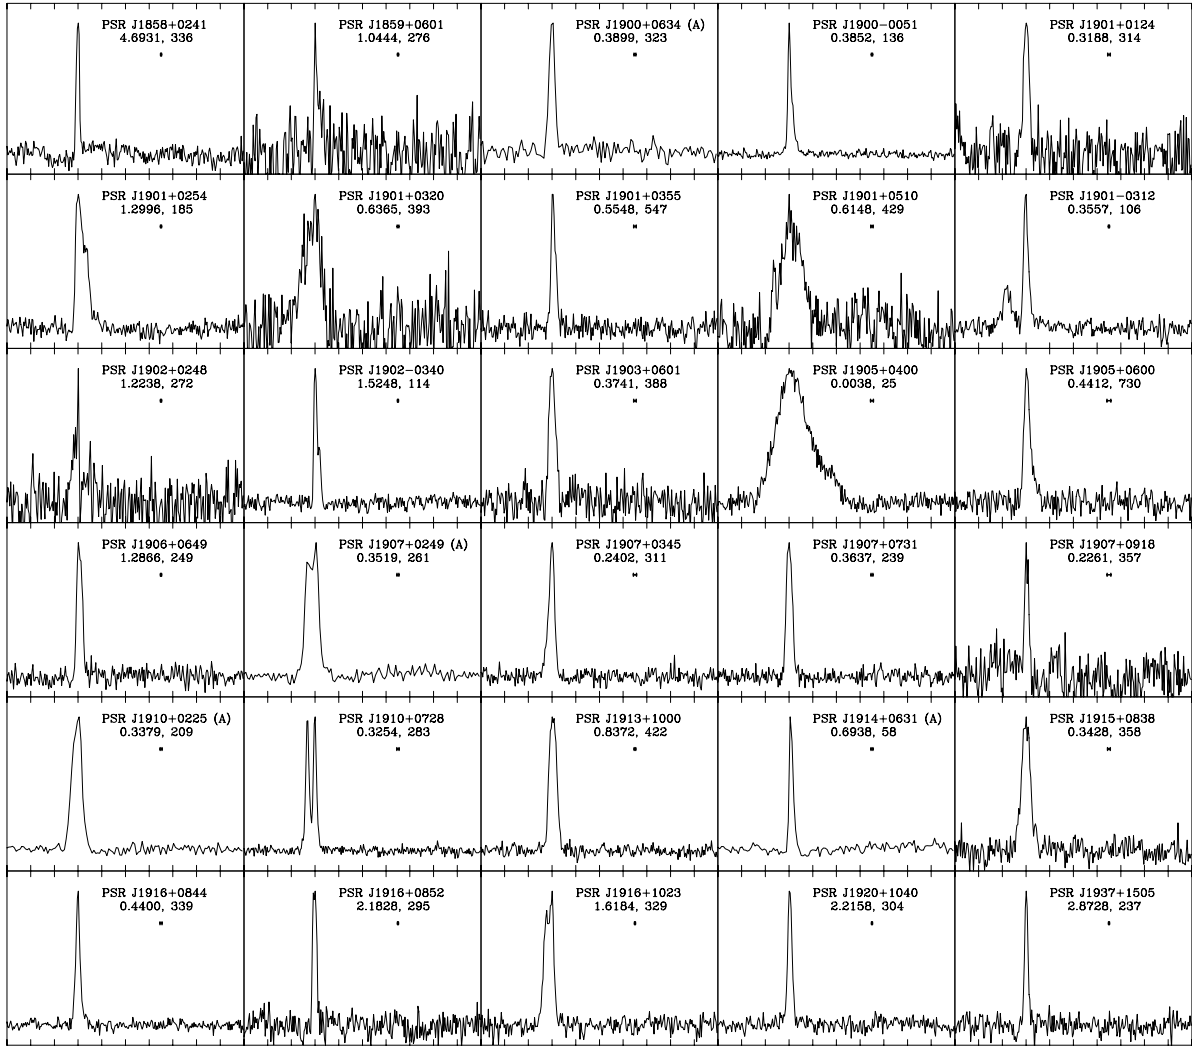 PSR J1858+0241
4.6931, 336
PSR J1859+0601
1.0444, 276
PSR J1900+0634 (A)
0.3899, 323
PSR J1900-0051
0.3852, 136
PSR J1901+0124
0.3188, 314
PSR J1901+0254
1.2996, 185
PSR J1901+0320
0.6365, 393
PSR J1901+0355
0.5548, 547
PSR J1901+0510
0.6148, 429
PSR J1901-0312
0.3557, 106
PSR J1902+0248
1.2238, 272
PSR J1902-0340
1.5248, 114
PSR J1903+0601
0.3741, 388
PSR J1905+0400
0.0038, 25
PSR J1905+0600
0.4412, 730
PSR J1906+0649
1.2866, 249
PSR J1907+0249 (A)
0.3519, 261
PSR J1907+0345
0.2402, 311
PSR J1907+0731
0.3637, 239
PSR J1907+0918
0.2261, 357
PSR J1910+0225 (A)
0.3379, 209
PSR J1910+0728
0.3254, 283
PSR J1913+1000
0.8372, 422
PSR J1914+0631 (A)
0.6938, 58
PSR J1915+0838
0.3428, 358
PSR J1916+0844
0.4400, 339
PSR J1916+0852
2.1828, 295
PSR J1916+1023
1.6184, 329
PSR J1920+1040
2.2158, 304
PSR J1937+1505
2.8728, 237